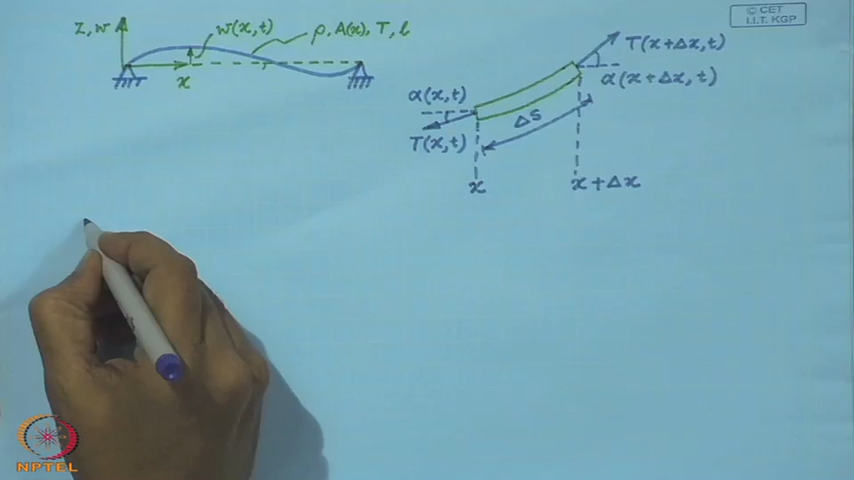 © CET
I.I.T. KGP
z, w
w(x,t)
ρ, A(x), T, l
x
T(x+Δx,t)
α(x+Δx,t)
α(x,t)
T(x,t)
ΔS
x
x+Δx
NPTEL